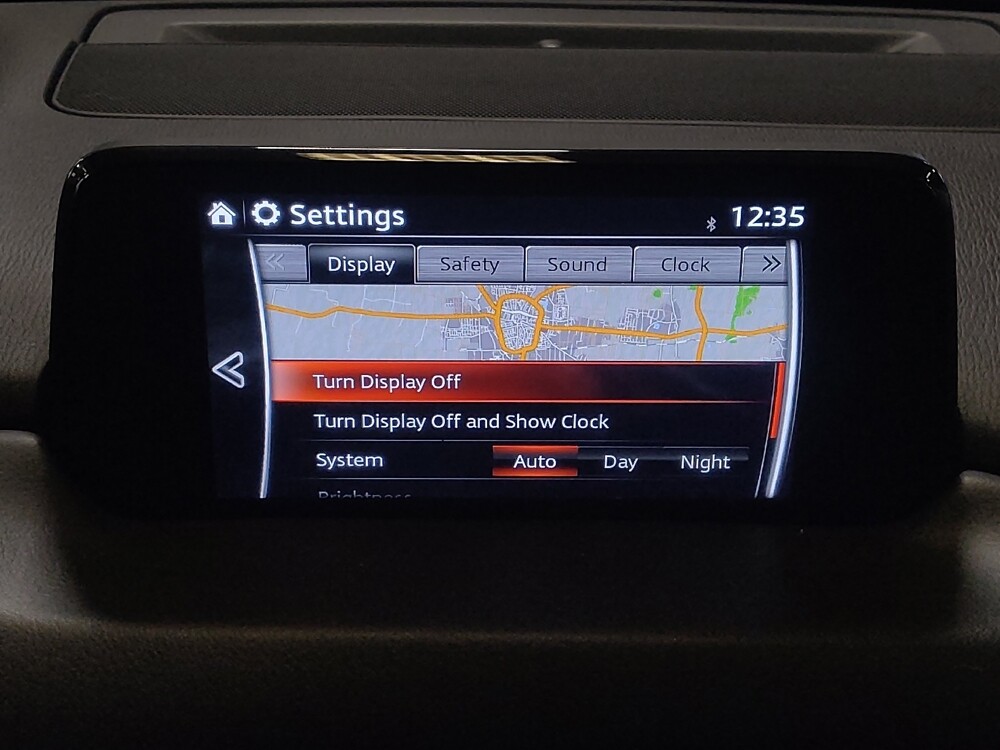 Settings 12:35
Display Safety Sound Clock
Turn Display Off
Turn Display Off and Show Clock
System Auto Day Night
Brightness